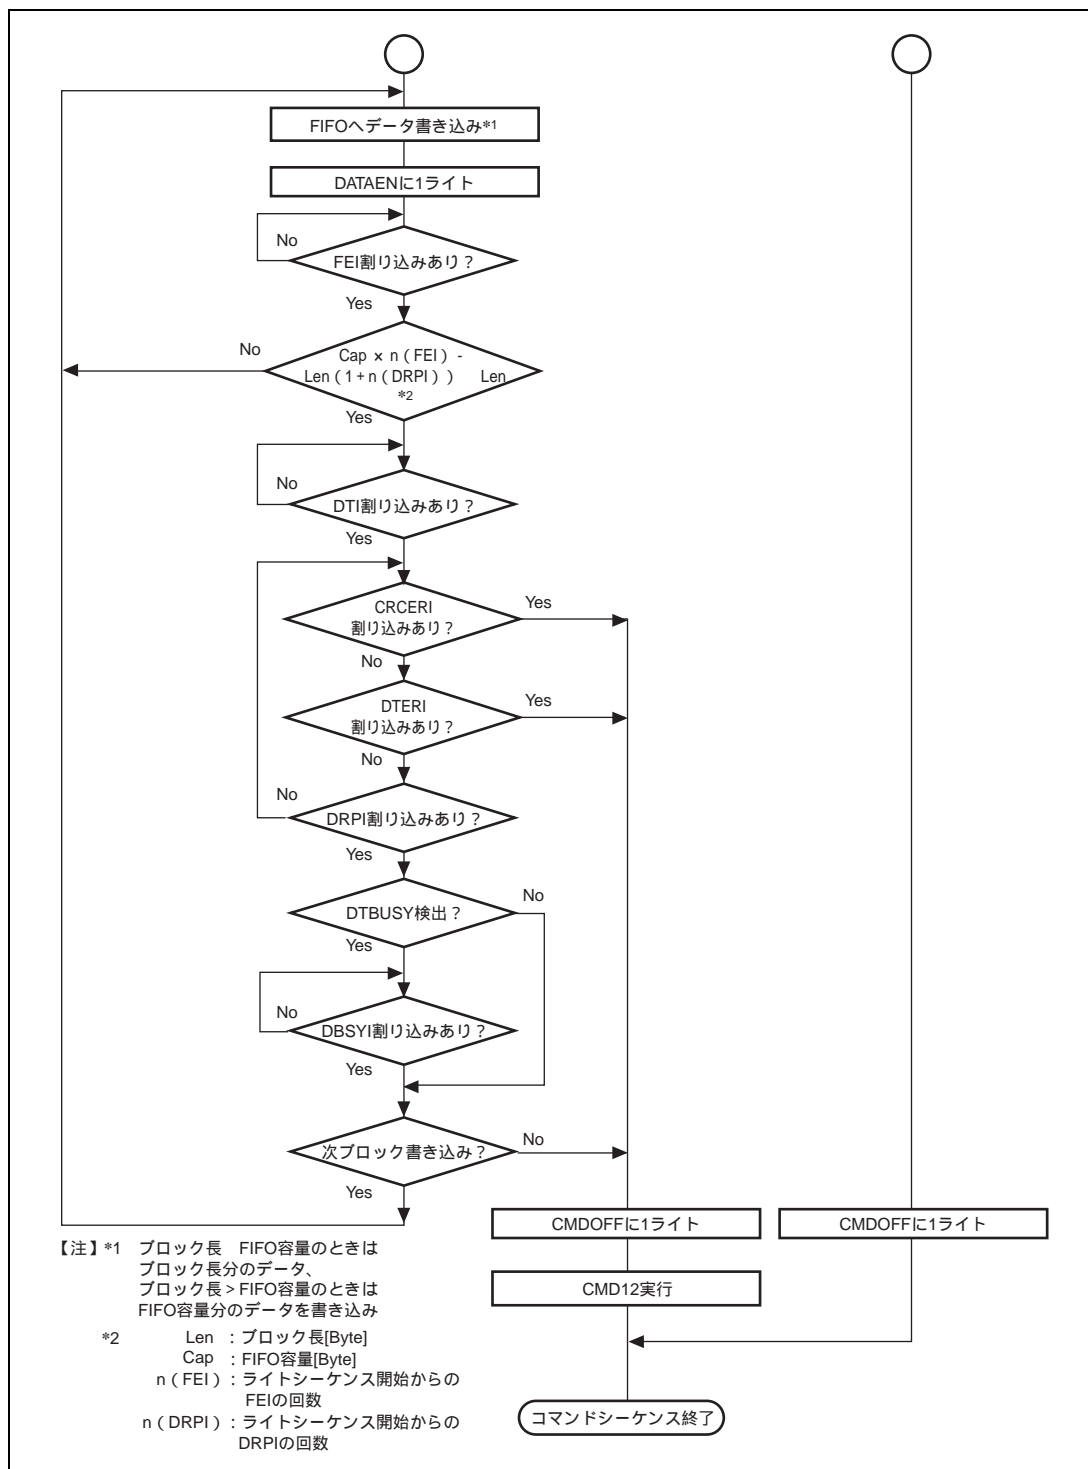 FIFOへデータ書き込み*1
DATAENに1ライト
No
FEI割り込みあり？
Yes
No
Cap × n（FEI） -
Len（1 + n（DRPI））　Len
*2
Yes
No
DTI割り込みあり？
Yes
CRCERI
割り込みあり？
Yes
No
DTERI
割り込みあり？
Yes
No
No
DRPI割り込みあり？
Yes
No
DTBUSY検出？
Yes
No
DBSYI割り込みあり？
Yes
次ブロック書き込み？
No
Yes
CMDOFFに1ライト
CMDOFFに1ライト
CMD12実行
コマンドシーケンス終了
【注】*1　ブロック長　FIFO容量のときは
ブロック長分のデータ、
ブロック長 > FIFO容量のときは
FIFO容量分のデータを書き込み
*2　Len ：ブロック長[Byte]
Cap ：FIFO容量[Byte]
n（FEI）：ライトシーケンス開始からの
FEIの回数
n（DRPI）：ライトシーケンス開始からの
DRPIの回数